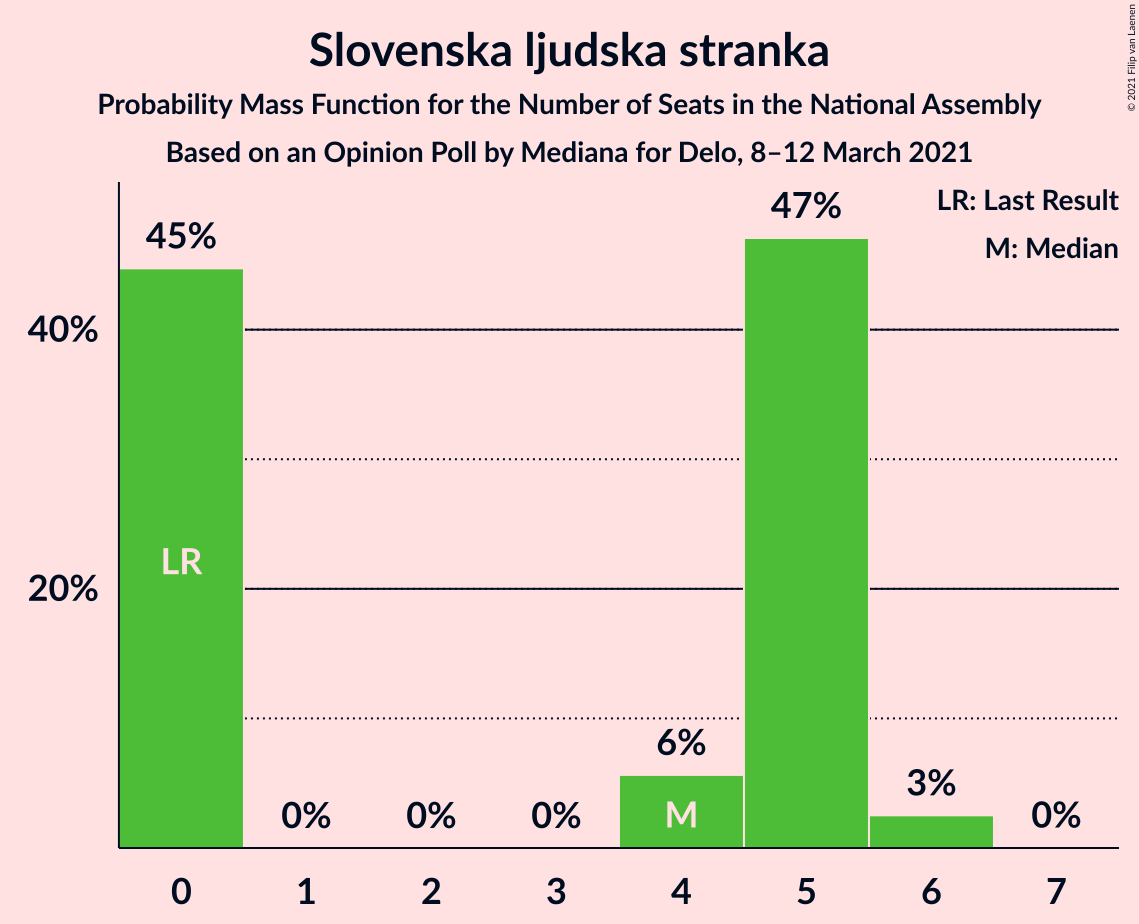 Slovenska ljudska stranka
Probability Mass Function for the Number of Seats in the National Assembly
Based on an Opinion Poll by Mediana for Delo, 8–12 March 2021
© 2021 Filip van Laenen
LR: Last Result
M: Median
45%
47%
40%
LR
20%
6%
M
3%
0%
0%
0%
0%
0 1 2 3 4 5 6 7